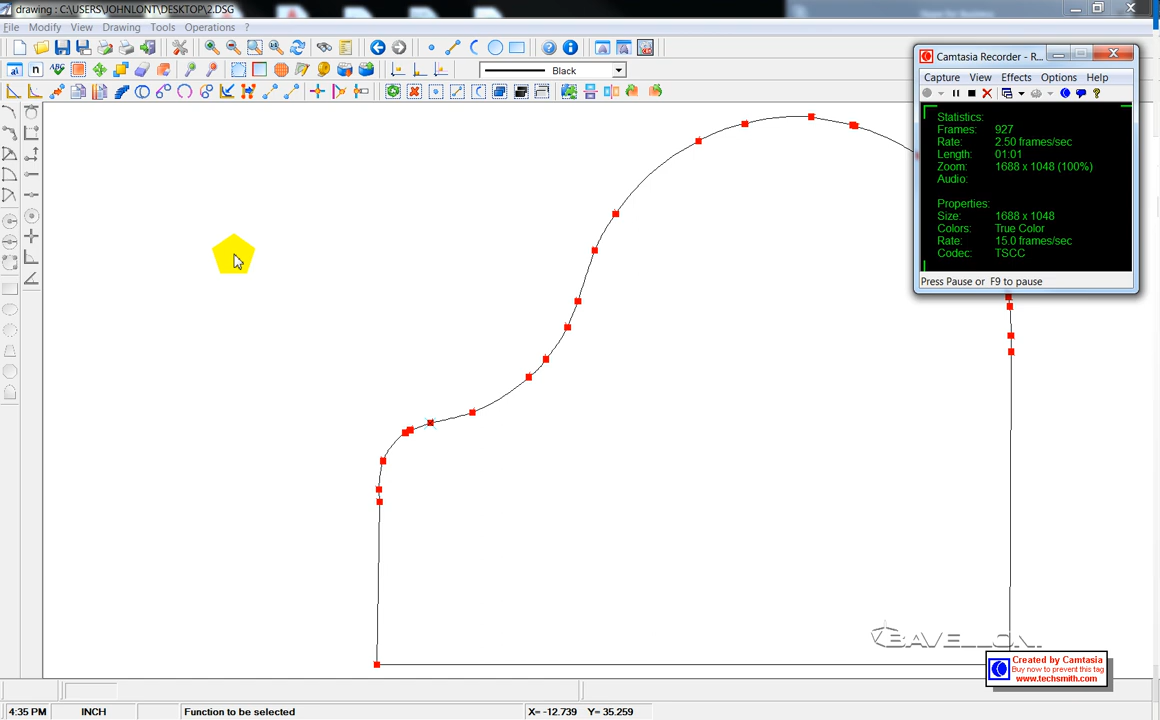 drawing : C:\USERS\JOHNLONT\DESKTOP\2.DSG
File Modify View Drawing Tools Operations ?
Black
Camtasia Recorder - R...
Capture View Effects Options Help
Statistics:
Frames: 927
Rate: 2.50 frames/sec
Length: 01:01
Zoom: 1688 x 1048 (100%)
Audio:
Properties:
Size: 1688 x 1048
Colors: True Color
Rate: 15.0 frames/sec
Codec: TSCC
Press Pause or F9 to pause
BAVELLONI
Created by Camtasia
Buy now to prevent this tag
www.techsmith.com
4:35 PM INCH Function to be selected X= -12.739 Y= 35.259